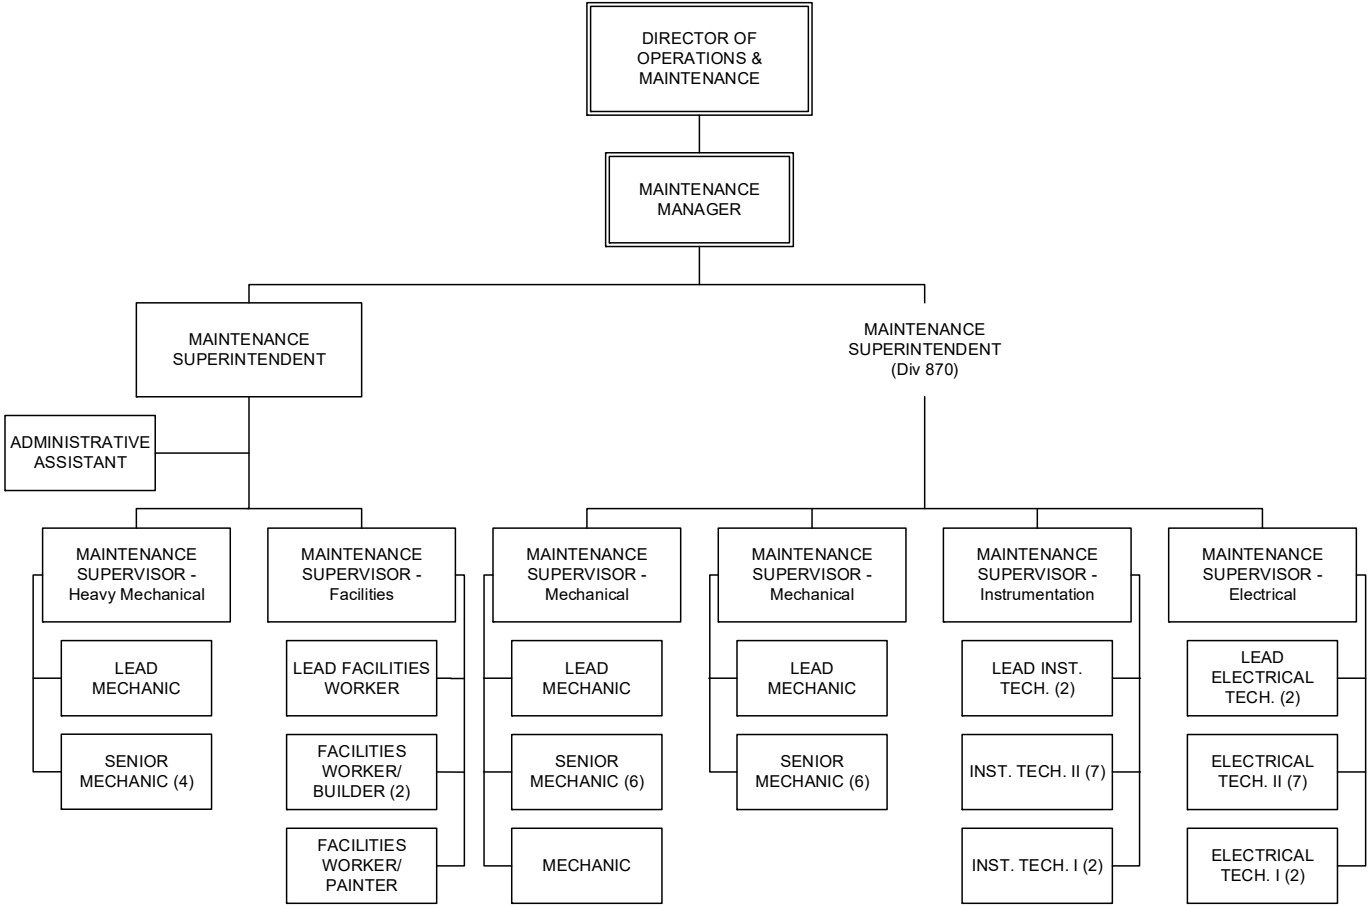 DIRECTOR OF
OPERATIONS &
MAINTENANCE
MAINTENANCE
MANAGER
MAINTENANCE
SUPERINTENDENT
MAINTENANCE
SUPERINTENDENT
(Div 870)
ADMINISTRATIVE
ASSISTANT
MAINTENANCE
SUPERVISOR -
Heavy Mechanical
LEAD
MECHANIC
SENIOR
MECHANIC (4)
MAINTENANCE
SUPERVISOR -
Facilities
LEAD FACILITIES
WORKER
FACILITIES
WORKER/
BUILDER (2)
FACILITIES
WORKER/
PAINTER
MAINTENANCE
SUPERVISOR -
Mechanical
LEAD
MECHANIC
SENIOR
MECHANIC (6)
MECHANIC
MAINTENANCE
SUPERVISOR -
Mechanical
LEAD
MECHANIC
SENIOR
MECHANIC (6)
MAINTENANCE
SUPERVISOR -
Instrumentation
LEAD INST.
TECH. (2)
INST. TECH. II (7)
INST. TECH. I (2)
MAINTENANCE
SUPERVISOR -
Electrical
LEAD
ELECTRICAL
TECH. (2)
ELECTRICAL
TECH. II (7)
ELECTRICAL
TECH. I (2)